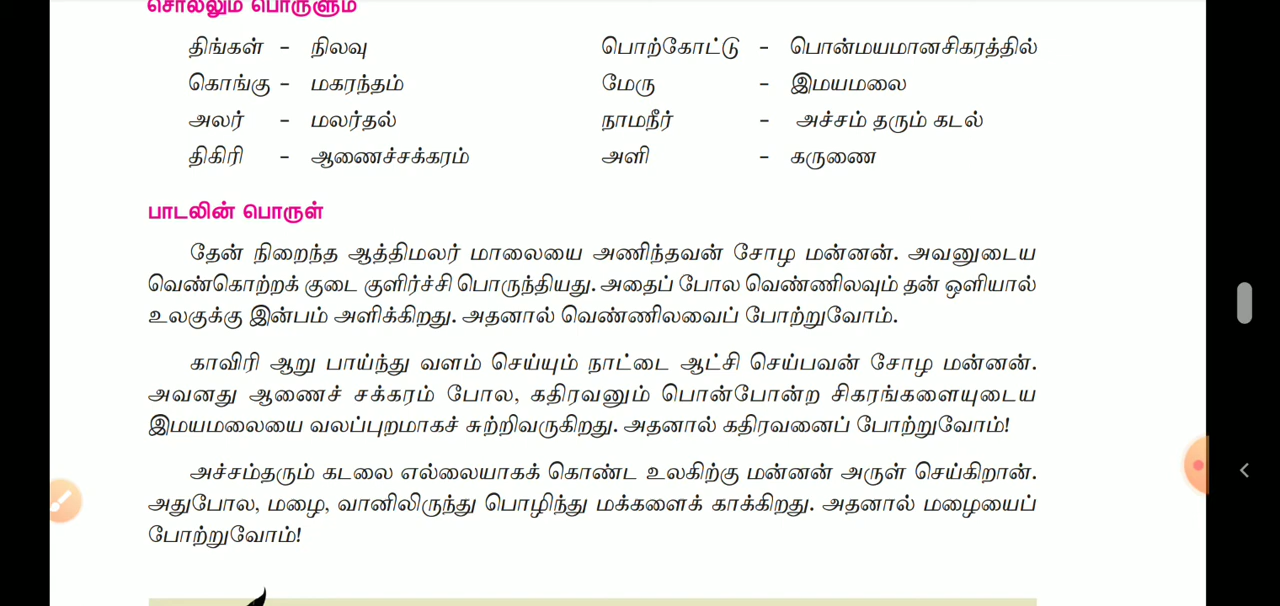 சொல்லும் பொருளும்
திங்கள் - நிலவு பொற்கோட்டு - பொன்மயமானசிகரத்தில்
கொங்கு - மகரந்தம் மேரு - இமயமலை
அலர் - மலர்தல் நாமநீர் - அச்சம் தரும் கடல்
திகிரி - ஆணைச்சக்கரம் அளி - கருணை
பாடலின் பொருள்
தேன் நிறைந்த ஆத்திமலர் மாலையை அணிந்தவன் சோழ மன்னன். அவனுடைய
வெண்கொற்றக் குடை குளிர்ச்சி பொருந்தியது. அதைப் போல வெண்ணிலவும் தன் ஒளியால்
உலகுக்கு இன்பம் அளிக்கிறது. அதனால் வெண்ணிலவைப் போற்றுவோம்.
காவிரி ஆறு பாய்ந்து வளம் செய்யும் நாட்டை ஆட்சி செய்பவன் சோழ மன்னன்.
அவனது ஆணைச் சக்கரம் போல, கதிரவனும் பொன்போன்ற சிகரங்களையுடைய
இமயமலையை வலப்புறமாகச் சுற்றிவருகிறது. அதனால் கதிரவனைப் போற்றுவோம்!
அச்சம்தரும் கடலை எல்லையாகக் கொண்ட உலகிற்கு மன்னன் அருள் செய்கிறான்.
அதுபோல, மழை, வானிலிருந்து பொழிந்து மக்களைக் காக்கிறது. அதனால் மழையைப்
போற்றுவோம்!